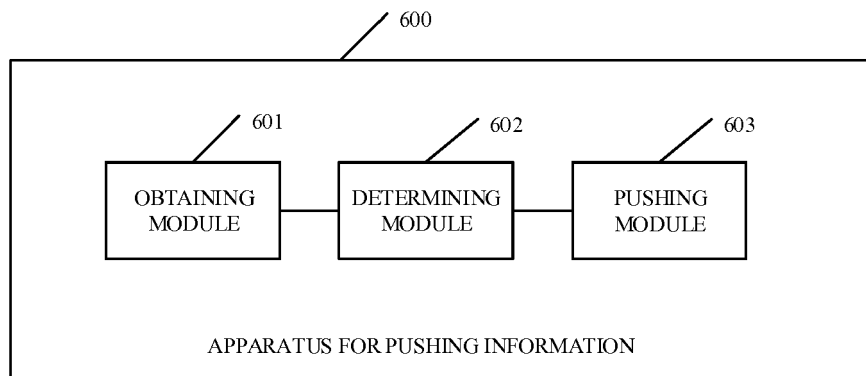 600
601
602
603
OBTAINING
MODULE
DETERMINING
MODULE
PUSHING
MODULE
APPARATUS FOR PUSHING INFORMATION